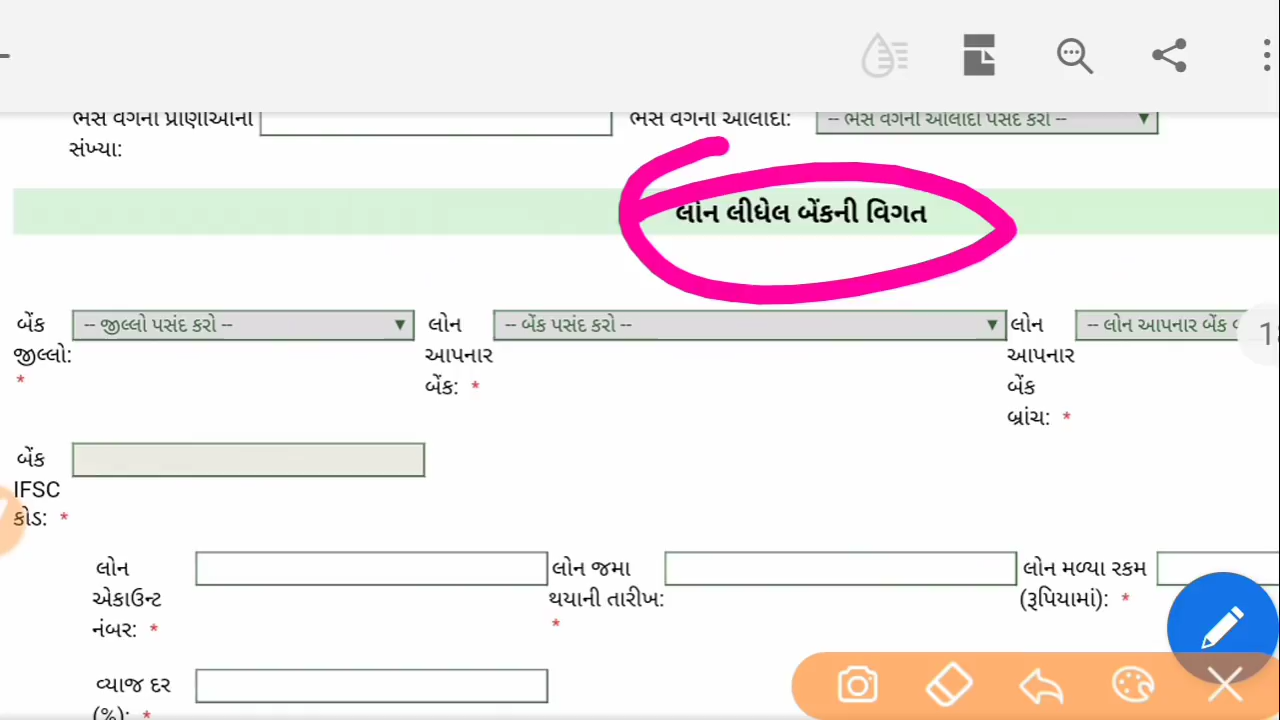 ભેંસ વર્ગના પ્રાણીઓની
સંખ્યા:
ભેંસ વર્ગની ઓલાદો:
-- ભેંસ વર્ગની ઓલાદો પસંદ કરો --
લોન લીધેલ બેંકની વિગત
બેંક
જીલ્લો:
*
-- જીલ્લો પસંદ કરો --
લોન
આપનાર
બેંક: *
-- બેંક પસંદ કરો --
લોન
આપનાર
બેંક
બ્રાંચ: *
-- લોન આપનાર બેંક
બેંક
IFSC
કોડ: *
લોન
એકાઉન્ટ
નંબર: *
લોન જમા
થયાની તારીખ:
*
લોન મળ્યા રકમ
(રૂપિયામાં): *
વ્યાજ દર
(%): *